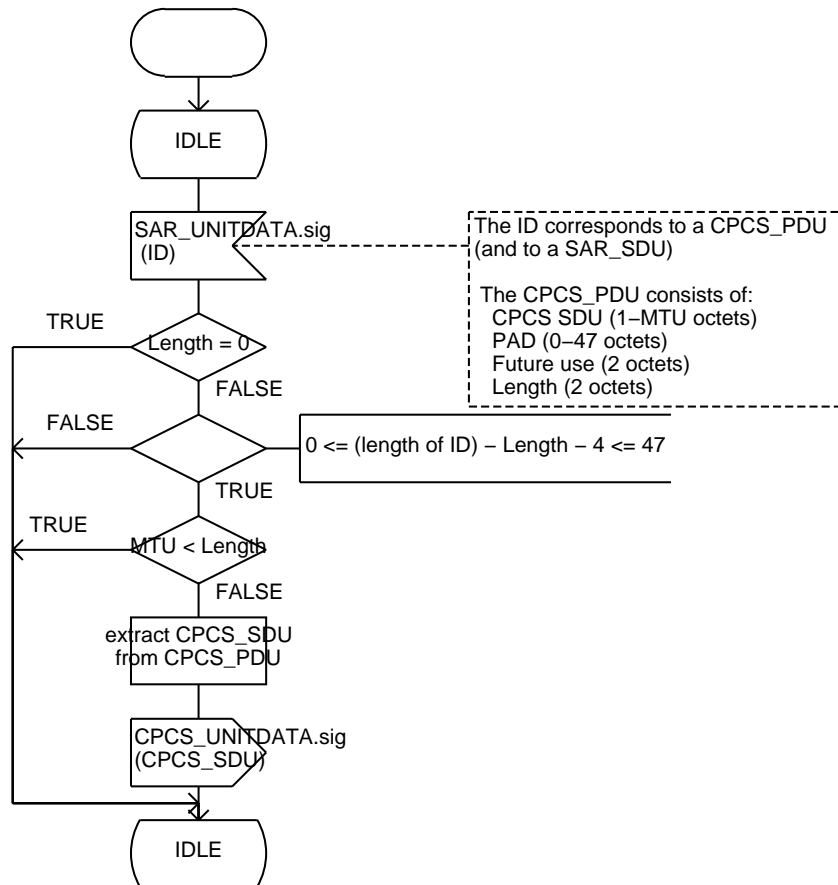 IDLE
SAR_UNITDATA.sig
(ID)
The ID corresponds to a CPCS_PDU
(and to a SAR_SDU)
The CPCS_PDU consists of:
CPCS SDU (1–MTU octets)
PAD (0–47 octets)
Future use (2 octets)
Length (2 octets)
TRUE
Length = 0
FALSE
FALSE
0 <= (length of ID) – Length – 4 <= 47
TRUE
TRUE
MTU < Length
FALSE
extract CPCS_SDU
from CPCS_PDU
CPCS_UNITDATA.sig
(CPCS_SDU)
IDLE